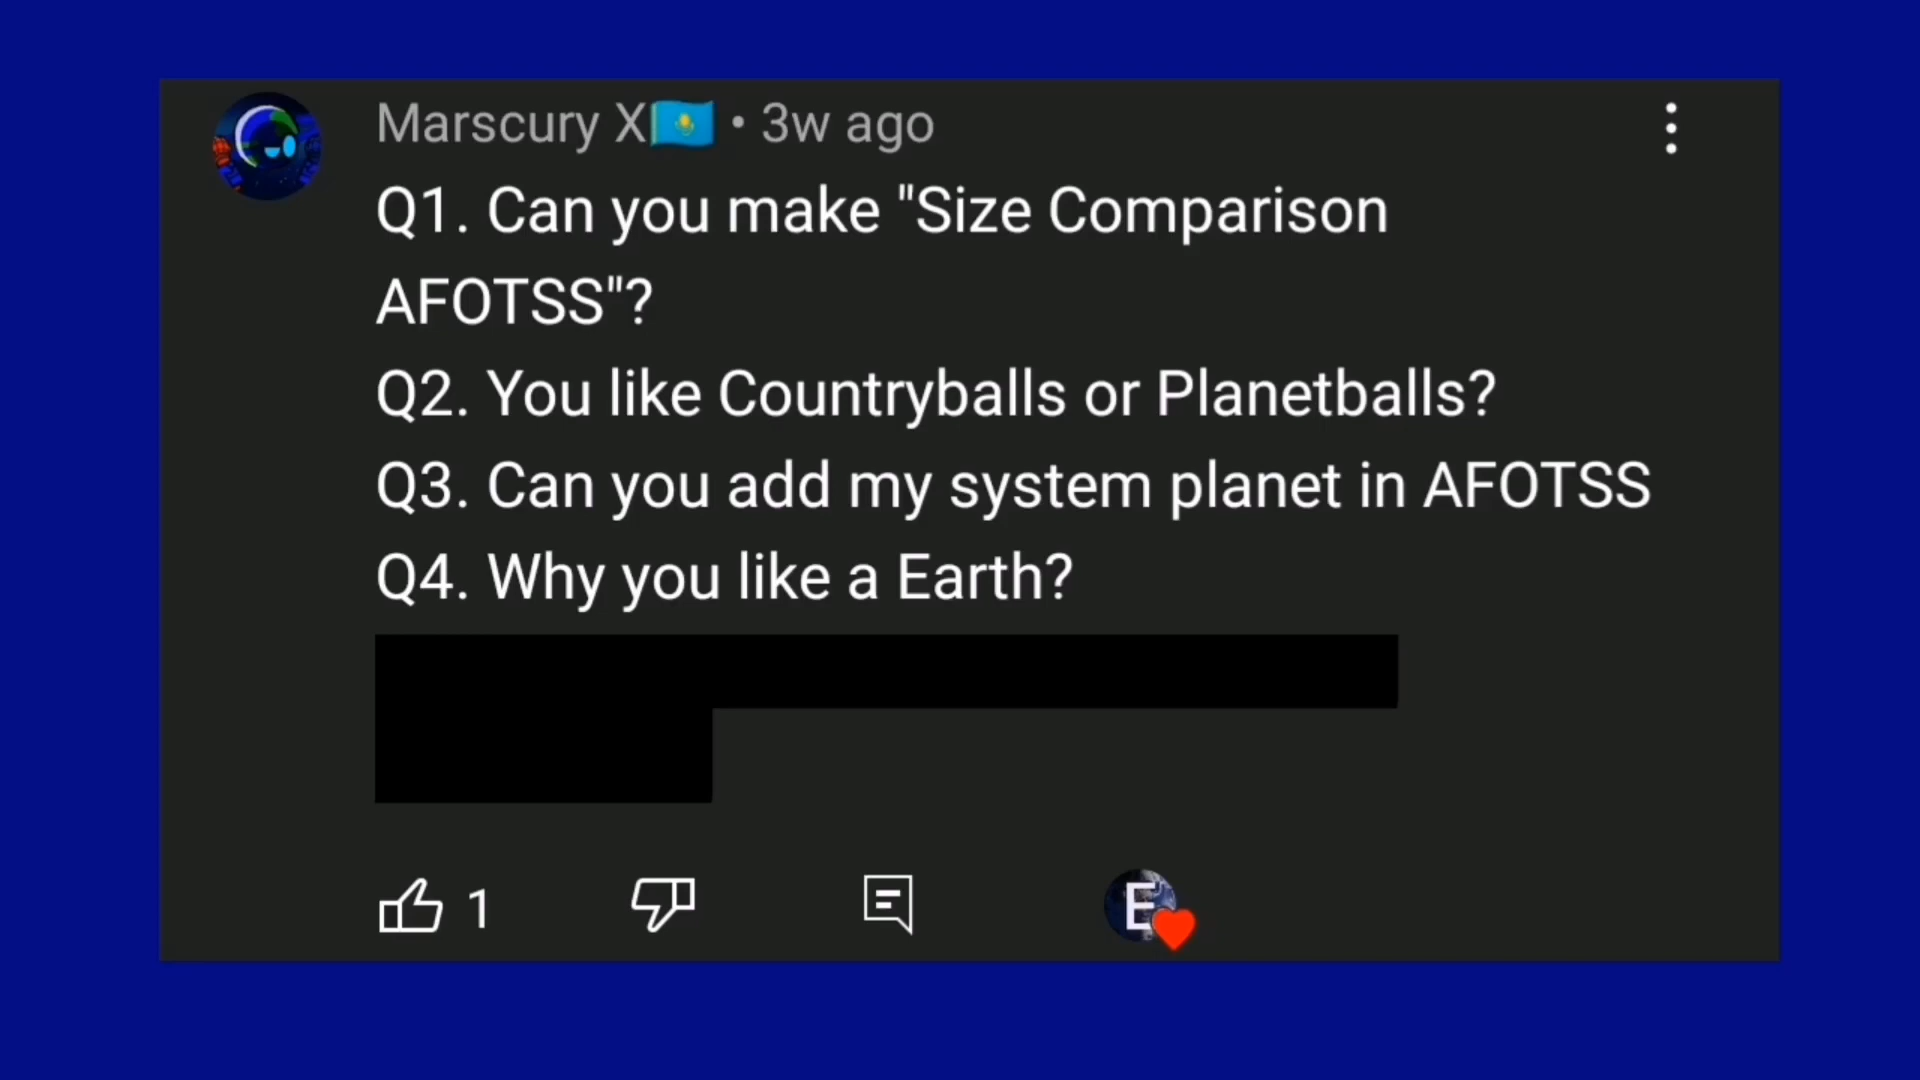 Marscury X🇰🇿 • 3w ago
Q1. Can you make "Size Comparison
AFOTSS"?
Q2. You like Countryballs or Planetballs?
Q3. Can you add my system planet in AFOTSS
Q4. Why you like a Earth?
1
E